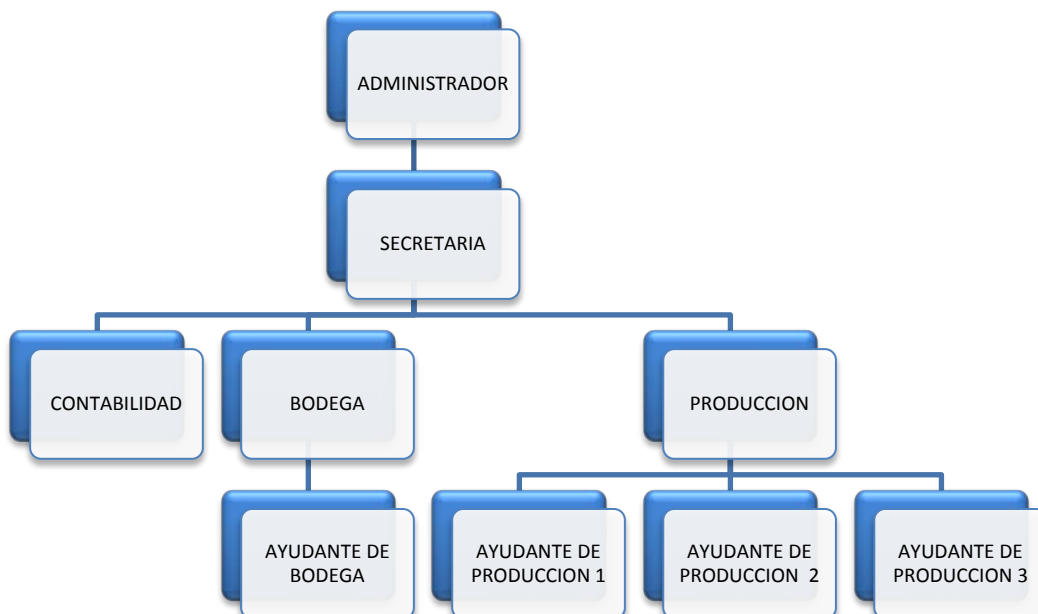 ADMINISTRADOR
SECRETARIA
CONTABILIDAD
BODEGA
PRODUCCION
AYUDANTE DE
BODEGA
AYUDANTE DE
PRODUCCION 1
AYUDANTE DE
PRODUCCION 2
AYUDANTE DE
PRODUCCION 3